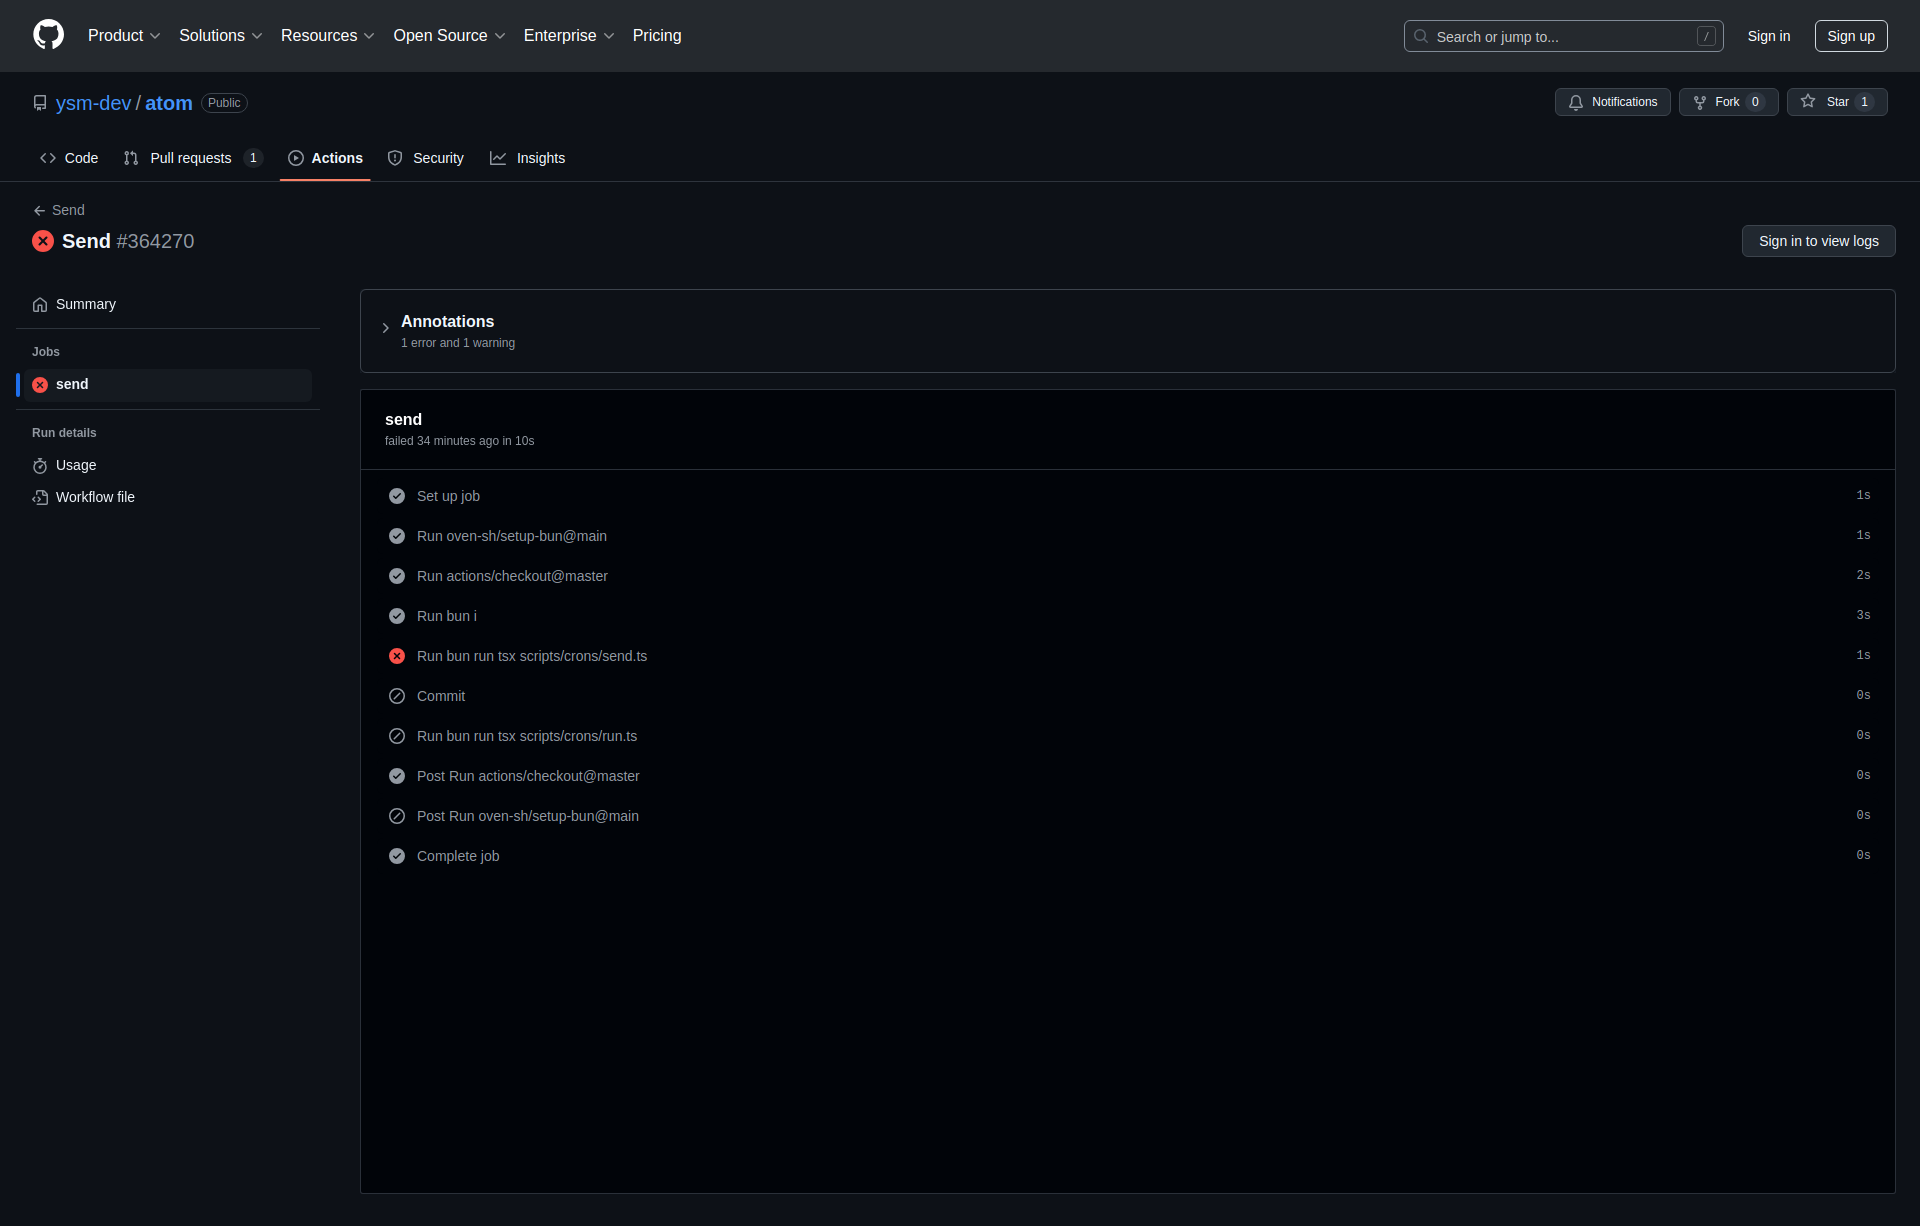 Product Solutions Resources Open Source Enterprise Pricing Search or jump to... / Sign in Sign up
ysm-dev / atom Public Notifications Fork 0 Star 1
Code Pull requests 1 Actions Security Insights
Send
Send #364270 Sign in to view logs
Summary
Jobs
send
Run details
Usage
Workflow file
Annotations
1 error and 1 warning
send
failed 34 minutes ago in 10s
Set up job 1s
Run oven-sh/setup-bun@main 1s
Run actions/checkout@master 2s
Run bun i 3s
Run bun run tsx scripts/crons/send.ts 1s
Commit 0s
Run bun run tsx scripts/crons/run.ts 0s
Post Run actions/checkout@master 0s
Post Run oven-sh/setup-bun@main 0s
Complete job 0s